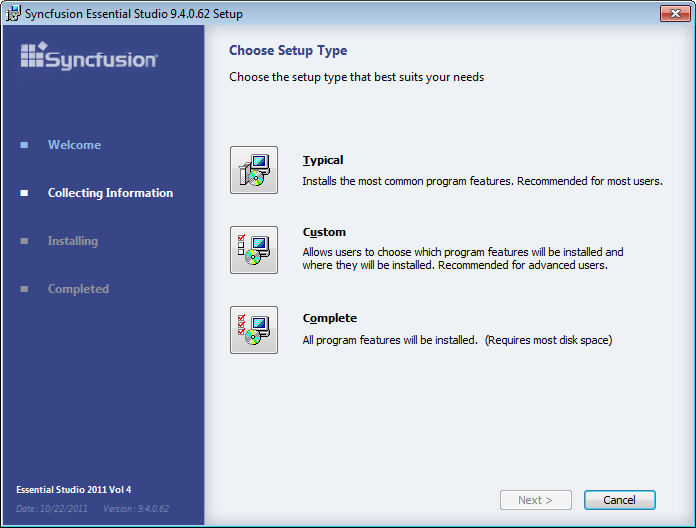 Syncfusion Essential Studio 9.4.0.62 Setup
Syncfusion
Choose Setup Type
Choose the setup type that best suits your needs
Welcome
Collecting Information
Installing
Completed
Typical
Installs the most common program features. Recommended for most users.
Custom
Allows users to choose which program features will be installed and
where they will be installed. Recommended for advanced users.
Complete
All program features will be installed. (Requires most disk space)
Essential Studio 2011 Vol 4
Date : 10/22/2011 Version : 9.4.0.62
Next >
Cancel